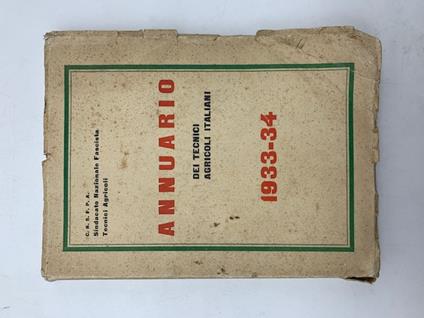 C. N. S. F. P. A.
Sindacato Nazionale Fascista
Tecnici Agricoli
ANNUARIO
DEI TECNICI
AGRICOLI ITALIANI
1933-34